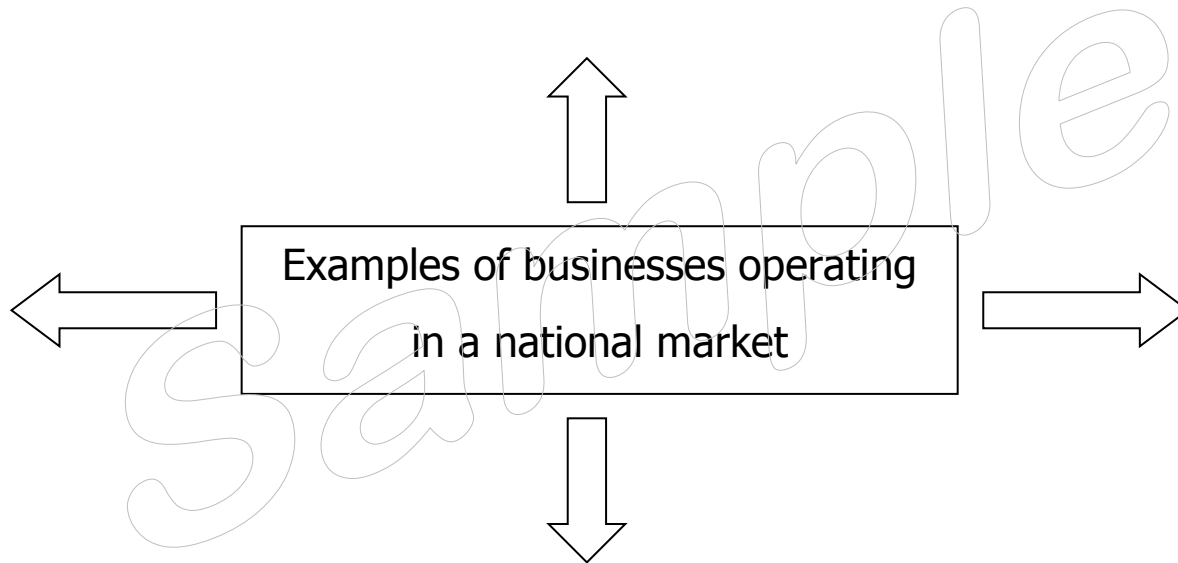 Examples of businesses operating
in a national market
Sample